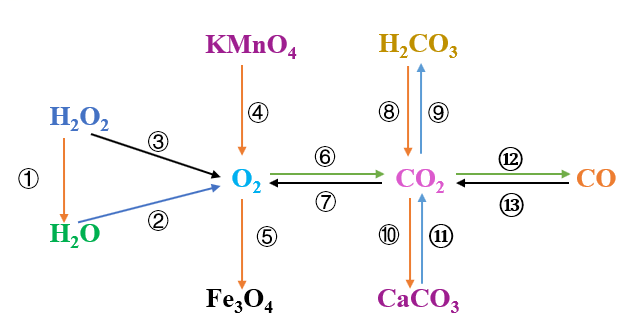 KMnO₄ H₂CO₃
④ ⑧ ⑨
H₂O₂
③
① ⑥ ⑫
O₂ CO₂ CO
② ⑦ ⑬
H₂O ⑤ ⑩ ⑪
Fe₃O₄ CaCO₃